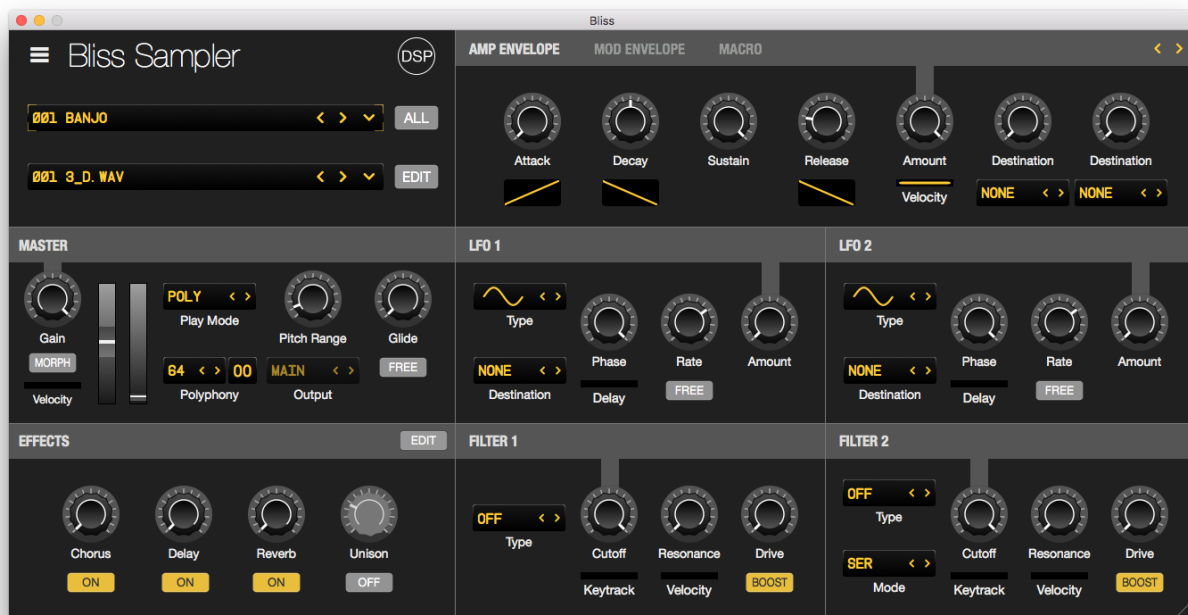 Bliss
Bliss Sampler
DSP
001 BANJO
ALL
001 3_D.WAV
EDIT
AMP ENVELOPE MOD ENVELOPE MACRO
Attack Decay Sustain Release Amount Destination Destination
Velocity NONE NONE
MASTER
Gain
MORPH
Velocity
POLY
Play Mode
Pitch Range
Glide
64 00
Polyphony
MAIN
Output
FREE
LFO 1
Type
Phase Rate Amount
NONE
Destination
Delay
FREE
LFO 2
Type
Phase Rate Amount
NONE
Destination
Delay
FREE
EFFECTS
EDIT
Chorus Delay Reverb Unison
ON ON ON OFF
FILTER 1
OFF
Type
Cutoff Resonance Drive
Keytrack Velocity BOOST
FILTER 2
OFF
Type
SER
Mode
Cutoff Resonance Drive
Keytrack Velocity BOOST